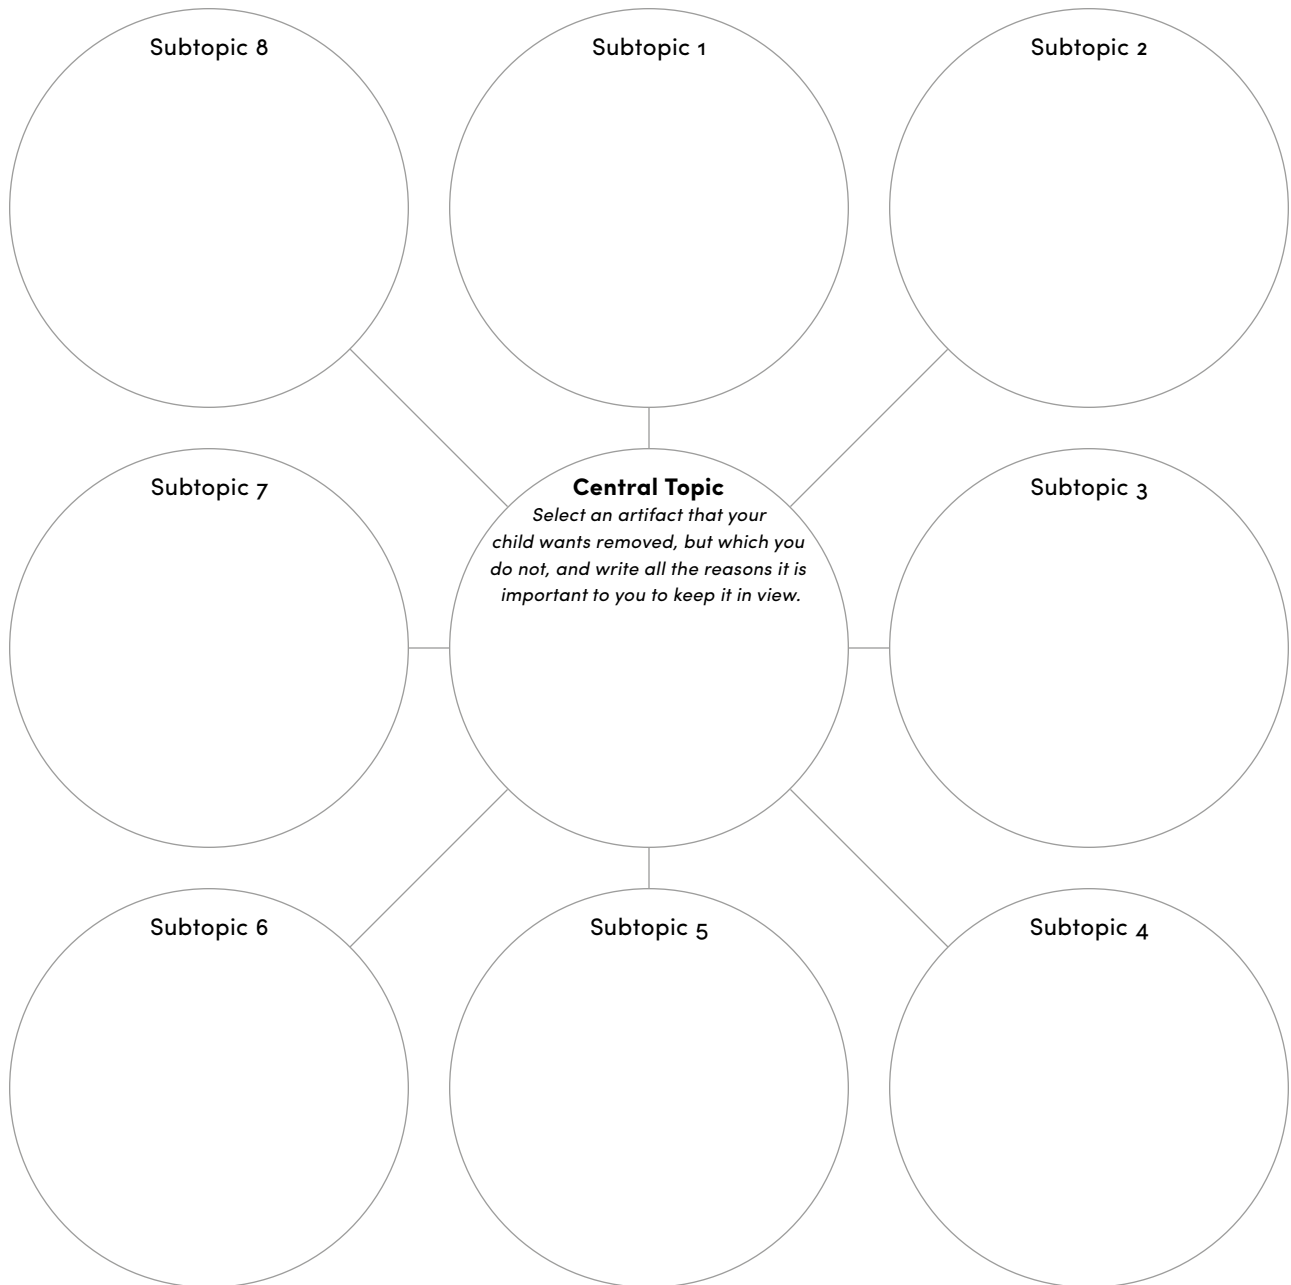 Subtopic 8
Subtopic 1
Subtopic 2
Subtopic 7
Central Topic
Select an artifact that your
child wants removed, but which you
do not, and write all the reasons it is
important to you to keep it in view.
Subtopic 3
Subtopic 6
Subtopic 5
Subtopic 4